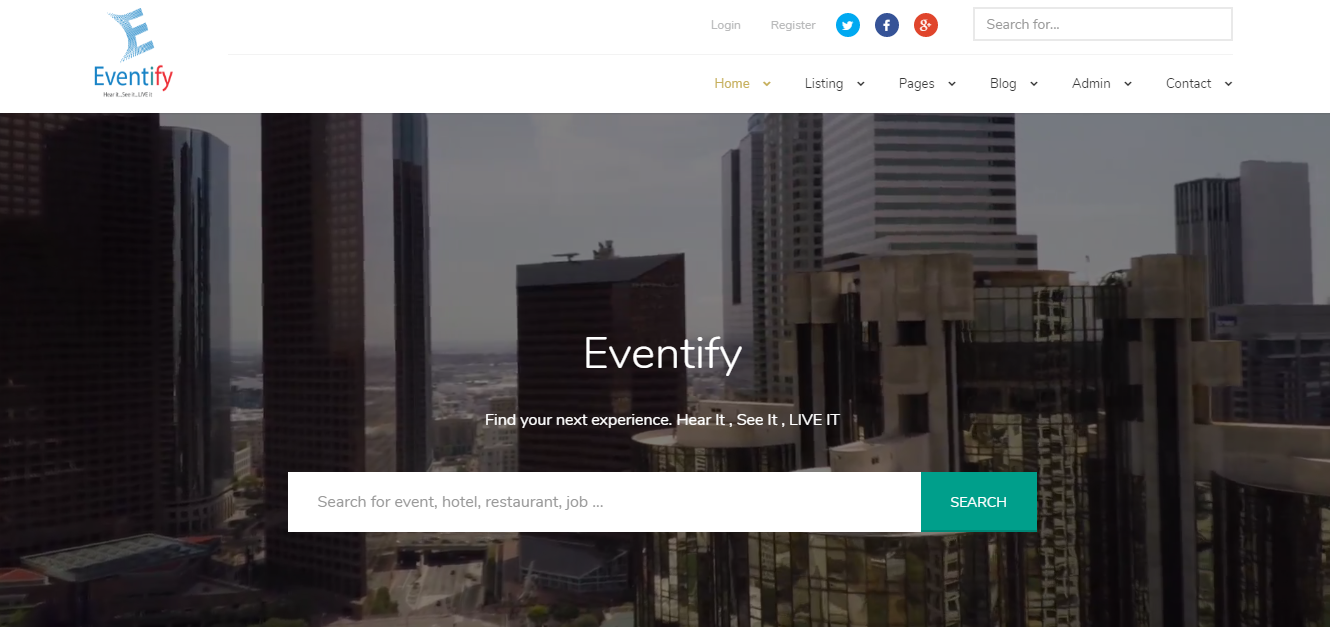 Login Register Search for...
Eventify
Hear it...See it...LIVE it
Home Listing Pages Blog Admin Contact
Eventify
Find your next experience. Hear It , See It , LIVE IT
Search for event, hotel, restaurant, job ...
SEARCH